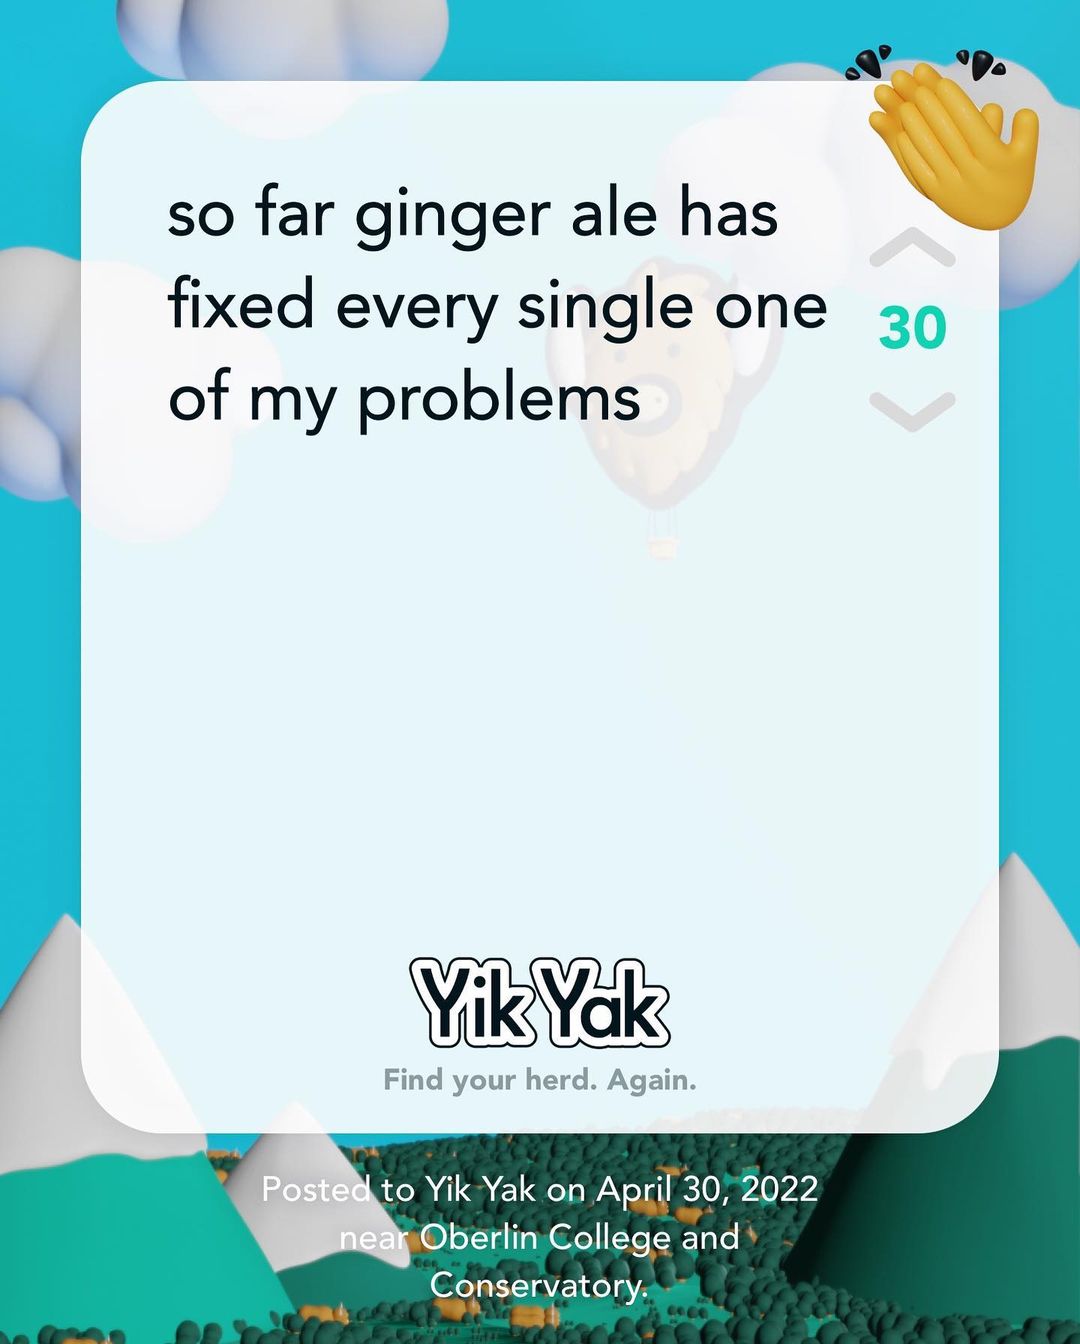 so far ginger ale has
fixed every single one
of my problems
30
Yik Yak
Find your herd. Again.
Posted to Yik Yak on April 30, 2022
near Oberlin College and
Conservatory.